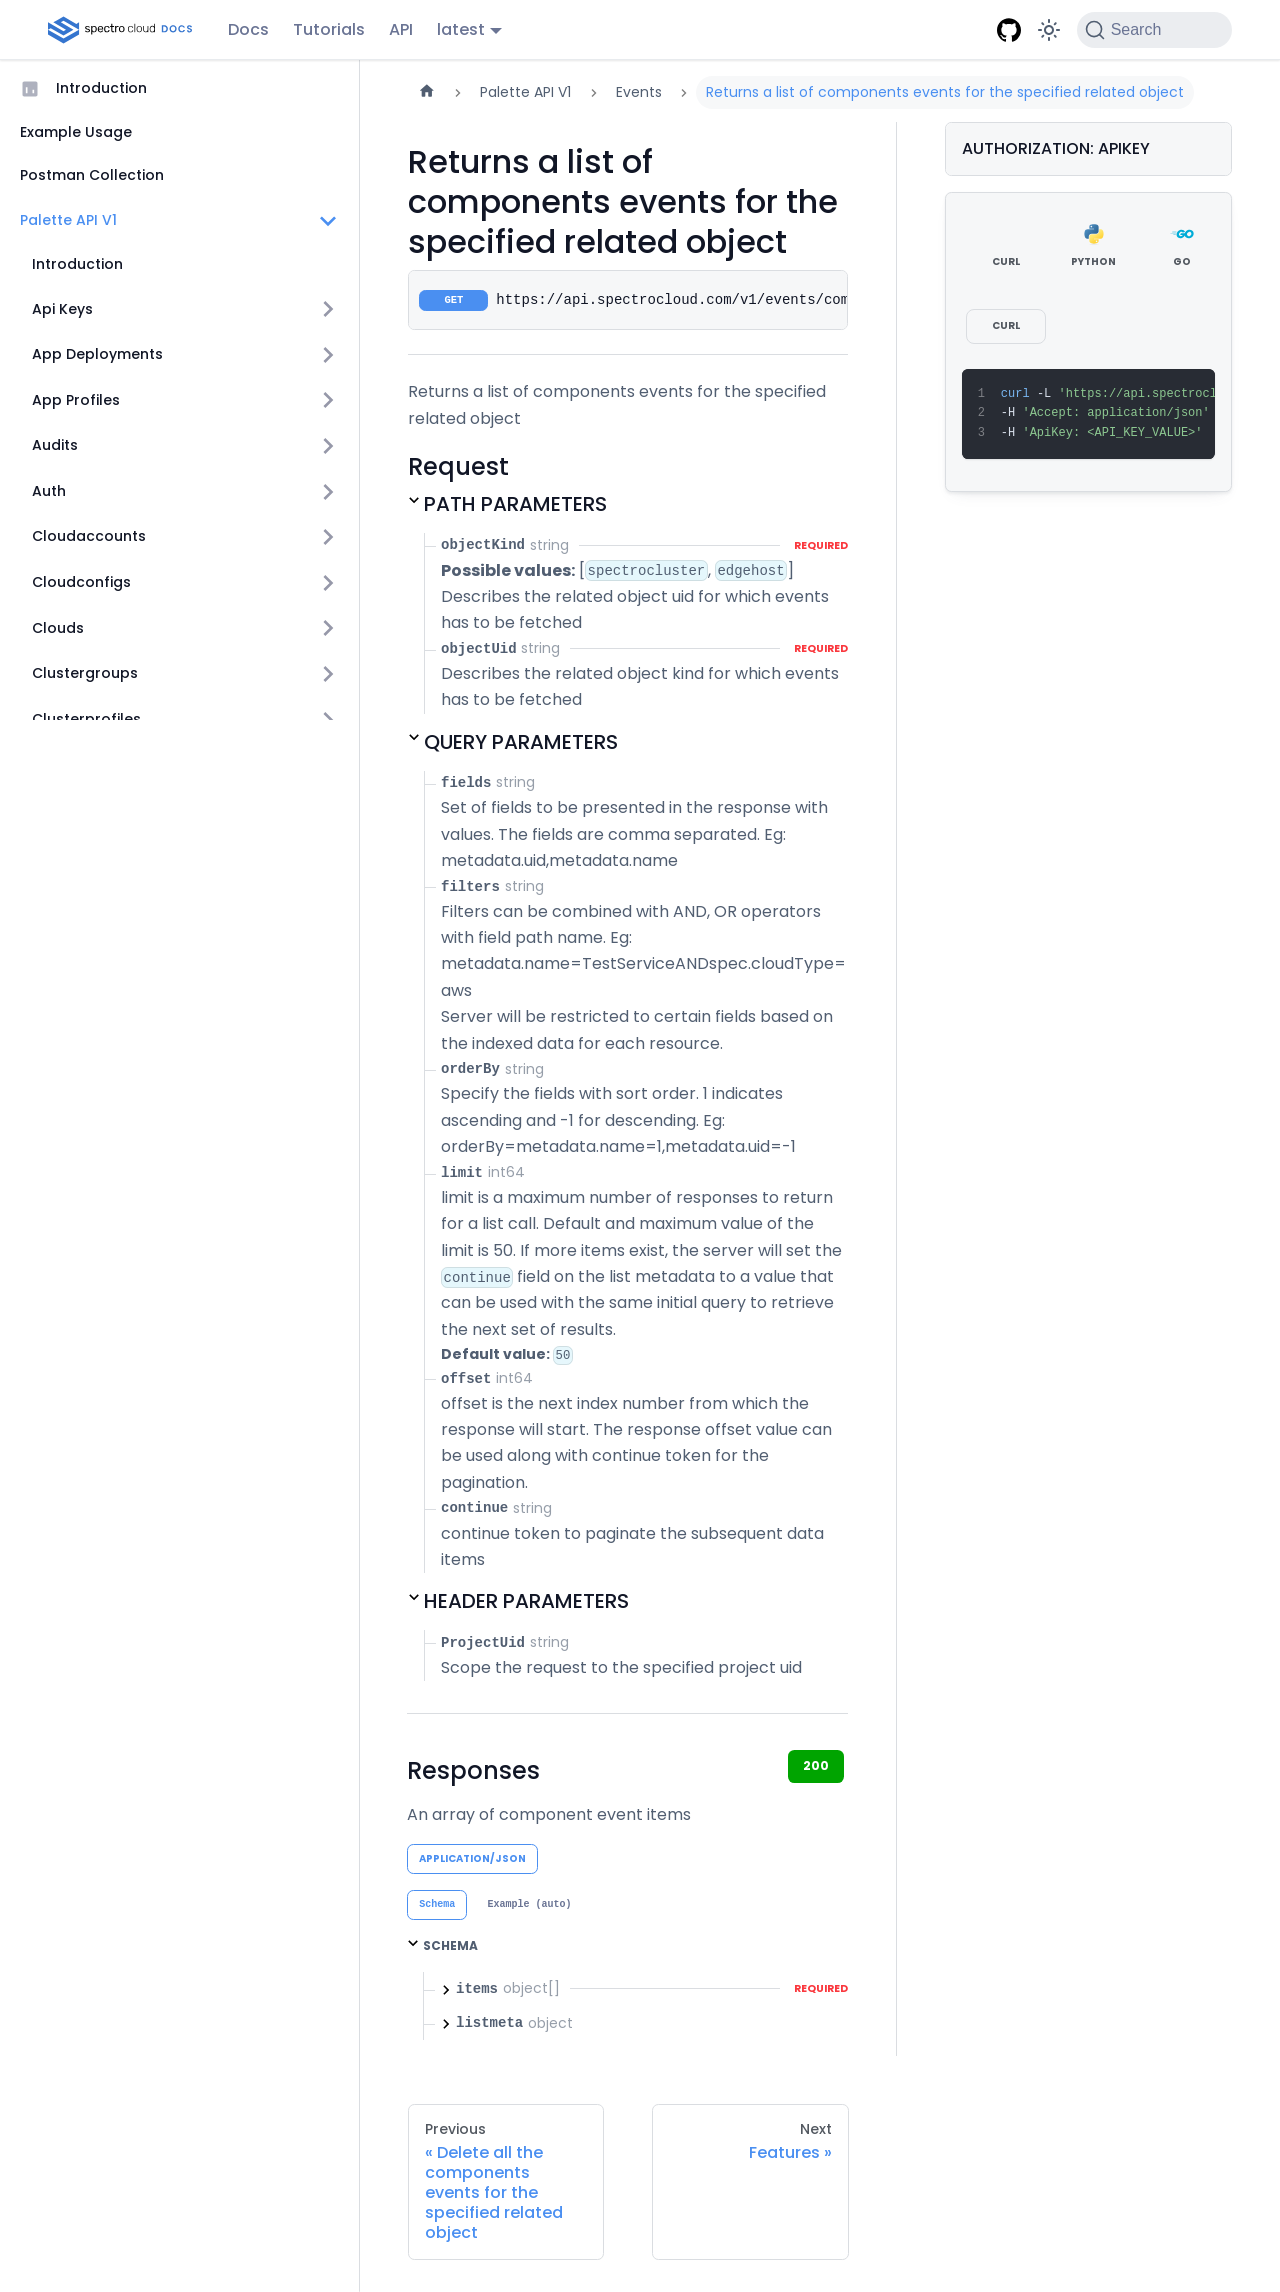 spectro cloud DOCS
Docs
Tutorials
API
latest
Search
Introduction
Example Usage
Postman Collection
Palette API V1
Introduction
Api Keys
App Deployments
App Profiles
Audits
Auth
Cloudaccounts
Cloudconfigs
Clouds
Clustergroups
Clusterprofiles
Palette API V1
Events
Returns a list of components events for the specified related object
Returns a list of
components events for the
specified related object
GET https://api.spectrocloud.com/v1/events/com
Returns a list of components events for the specified
related object
Request
PATH PARAMETERS
objectKind string REQUIRED
Possible values: [spectrocluster, edgehost]
Describes the related object uid for which events
has to be fetched
objectUid string REQUIRED
Describes the related object kind for which events
has to be fetched
QUERY PARAMETERS
fields string
Set of fields to be presented in the response with
values. The fields are comma separated. Eg:
metadata.uid,metadata.name
filters string
Filters can be combined with AND, OR operators
with field path name. Eg:
metadata.name=TestServiceANDspec.cloudType=
aws
Server will be restricted to certain fields based on
the indexed data for each resource.
orderBy string
Specify the fields with sort order. 1 indicates
ascending and -1 for descending. Eg:
orderBy=metadata.name=1,metadata.uid=-1
limit int64
limit is a maximum number of responses to return
for a list call. Default and maximum value of the
limit is 50. If more items exist, the server will set the
continue field on the list metadata to a value that
can be used with the same initial query to retrieve
the next set of results.
Default value: 50
offset int64
offset is the next index number from which the
response will start. The response offset value can
be used along with continue token for the
pagination.
continue string
continue token to paginate the subsequent data
items
HEADER PARAMETERS
ProjectUid string
Scope the request to the specified project uid
Responses
200
An array of component event items
APPLICATION/JSON
Schema Example (auto)
SCHEMA
items object[] REQUIRED
listmeta object
Previous
« Delete all the
components
events for the
specified related
object
Next
Features »
AUTHORIZATION: APIKEY
CURL PYTHON GO
CURL
1 curl -L 'https://api.spectrocl
2 -H 'Accept: application/json'
3 -H 'ApiKey: <API_KEY_VALUE>'